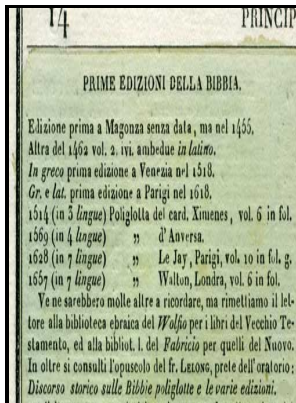 14 PRINCIP
PRIME EDIZIONI DELLA BIBBIA.
Edizione prima a Magonza senza data, ma nel 1455.
Altra del 1462 vol. 2. ivi. ambedue in latino.
In greco prima edizione a Venezia nel 1518.
Gr. e lat. prima edizione a Parigi nel 1618.
1514 (in 3 lingue) Poliglotta del card. Ximenes, vol. 6 in fol.
1569 (in 4 lingue) „ d'Anversa.
1628 (in 7 lingue) „ Le Jay, Parigi, vol. 10 in fol. g.
1657 (in 7 lingue) „ Walton, Londra, vol. 6 in fol.
Ve ne sarebbero molte altre a ricordare, ma rimettiamo il let-
tore alla biblioteca ebraica del Wolfio per i libri del Vecchio Te-
stamento, ed alla bibliot. l. del Fabricio per quelli del Nuovo.
In oltre si consulti l'opuscolo del fr. Lelong, prete dell'oratorio:
Discorso storico sulle Bibbie poliglotte e le varie edizioni.